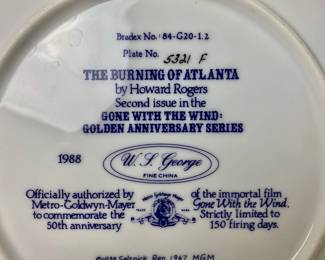 Bradex No: 84-G20-1.2
Plate No. 5321 F
THE BURNING OF ATLANTA
by Howard Rogers
Second issue in the
GONE WITH THE WIND:
GOLDEN ANNIVERSARY SERIES
1988
W. L. George
FINE CHINA
Officially authorized by
Metro-Goldwyn-Mayer
to commemorate the
50th anniversary
of the immortal film
Gone With the Wind.
Strictly limited to
150 firing days.
©1939 Selznick Ren. 1967 MGM